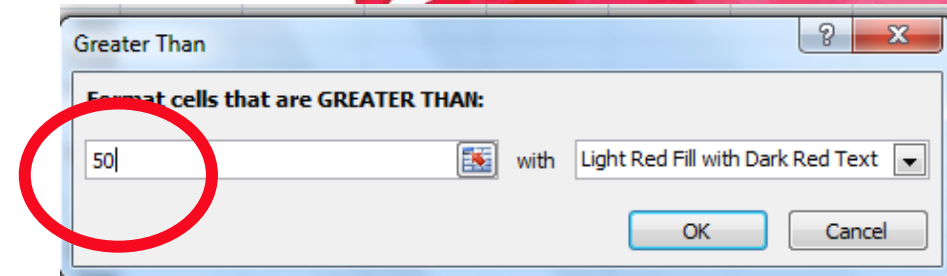 Greater Than
Format cells that are GREATER THAN:
50 with Light Red Fill with Dark Red Text
OK Cancel